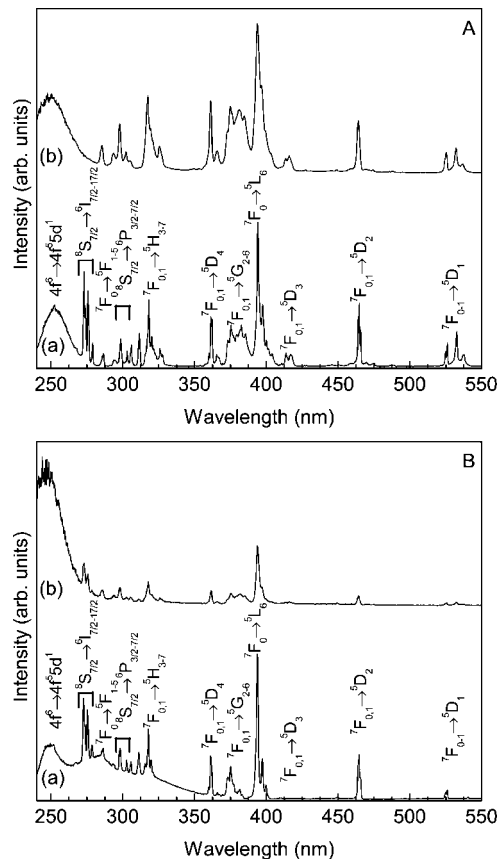 A
Intensity (arb. units)
(b)
(a)
4f⁶→4f⁵5d¹
⁸S₇/₂→⁶I₇/₂₋₁₇/₂
⁷F₀→⁵F₁₋₅
⁸S₇/₂→⁶P₃/₂₋₇/₂
⁷F₀,₁→⁵H₃₋₇
⁷F₀,₁→⁵D₄
⁷F₀,₁→⁵G₂₋₆
⁷F₀→⁵L₆
⁷F₀,₁→⁵D₃
⁷F₀,₁→⁵D₂
⁷F₀₋₁→⁵D₁
250 300 350 400 450 500 550
Wavelength (nm)
B
Intensity (arb. units)
(b)
(a)
4f⁶→4f⁵5d¹
⁸S₇/₂→⁶I₇/₂₋₁₇/₂
⁷F₀→⁵F₁₋₅
⁸S₇/₂→⁶P₃/₂₋₇/₂
⁷F₀,₁→⁵H₃₋₇
⁷F₀,₁→⁵D₄
⁷F₀,₁→⁵G₂₋₆
⁷F₀→⁵L₆
⁷F₀,₁→⁵D₃
⁷F₀,₁→⁵D₂
⁷F₀₋₁→⁵D₁
250 300 350 400 450 500 550
Wavelength (nm)